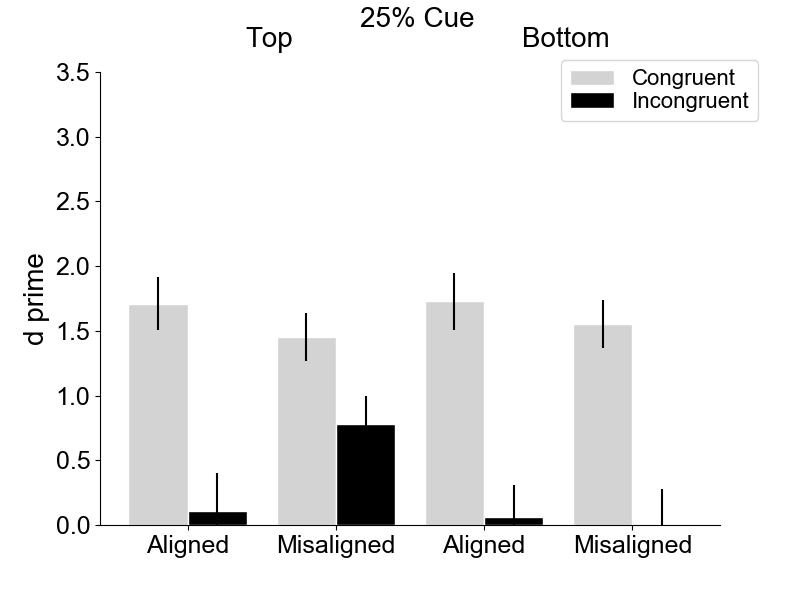 25% Cue
Top
Bottom
3.5
3.0
2.5
2.0
1.5
1.0
0.5
0.0
d prime
Congruent
Incongruent
Aligned
Misaligned
Aligned
Misaligned